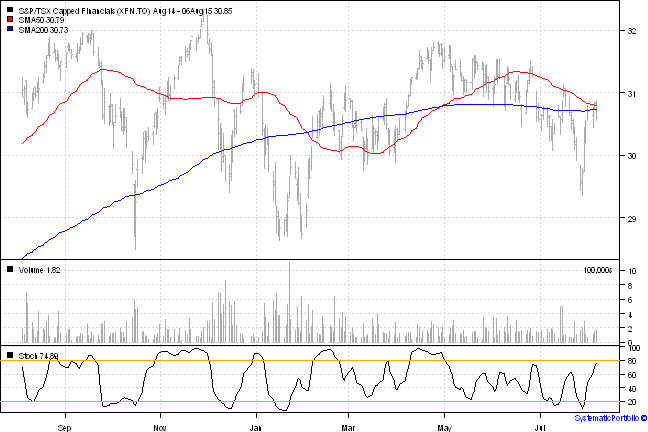 S&P/TSX Capped Financials (XFN.TO) Aug 14 - 06Aug15 30.85
SMA50 30.79
SMA200 30.73
32
31
30
29
Volume 1.82
100,000s
10
8
6
4
2
0
Stoch 74.89
100
80
60
40
20
Sep
Nov
Jan
Mar
May
Jul
SystematicPortfolio ©